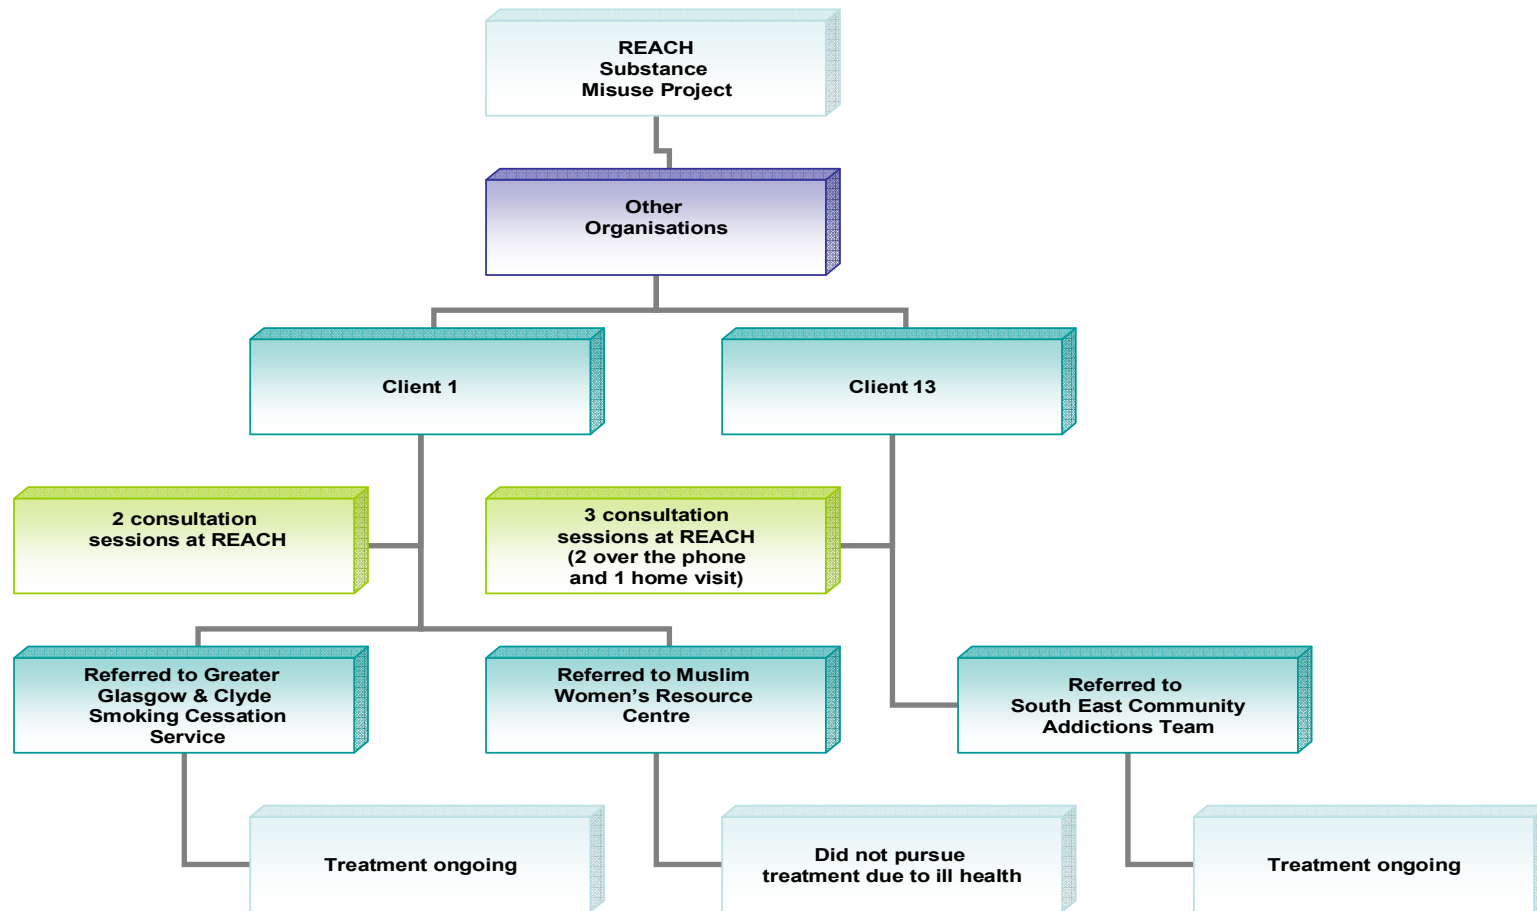 REACH
Substance
Misuse Project
Other
Organisations
Client 1
Client 13
2 consultation
sessions at REACH
3 consultation
sessions at REACH
(2 over the phone
and 1 home visit)
Referred to Greater
Glasgow & Clyde
Smoking Cessation
Service
Referred to Muslim
Women’s Resource
Centre
Referred to
South East Community
Addictions Team
Treatment ongoing
Did not pursue
treatment due to ill health
Treatment ongoing